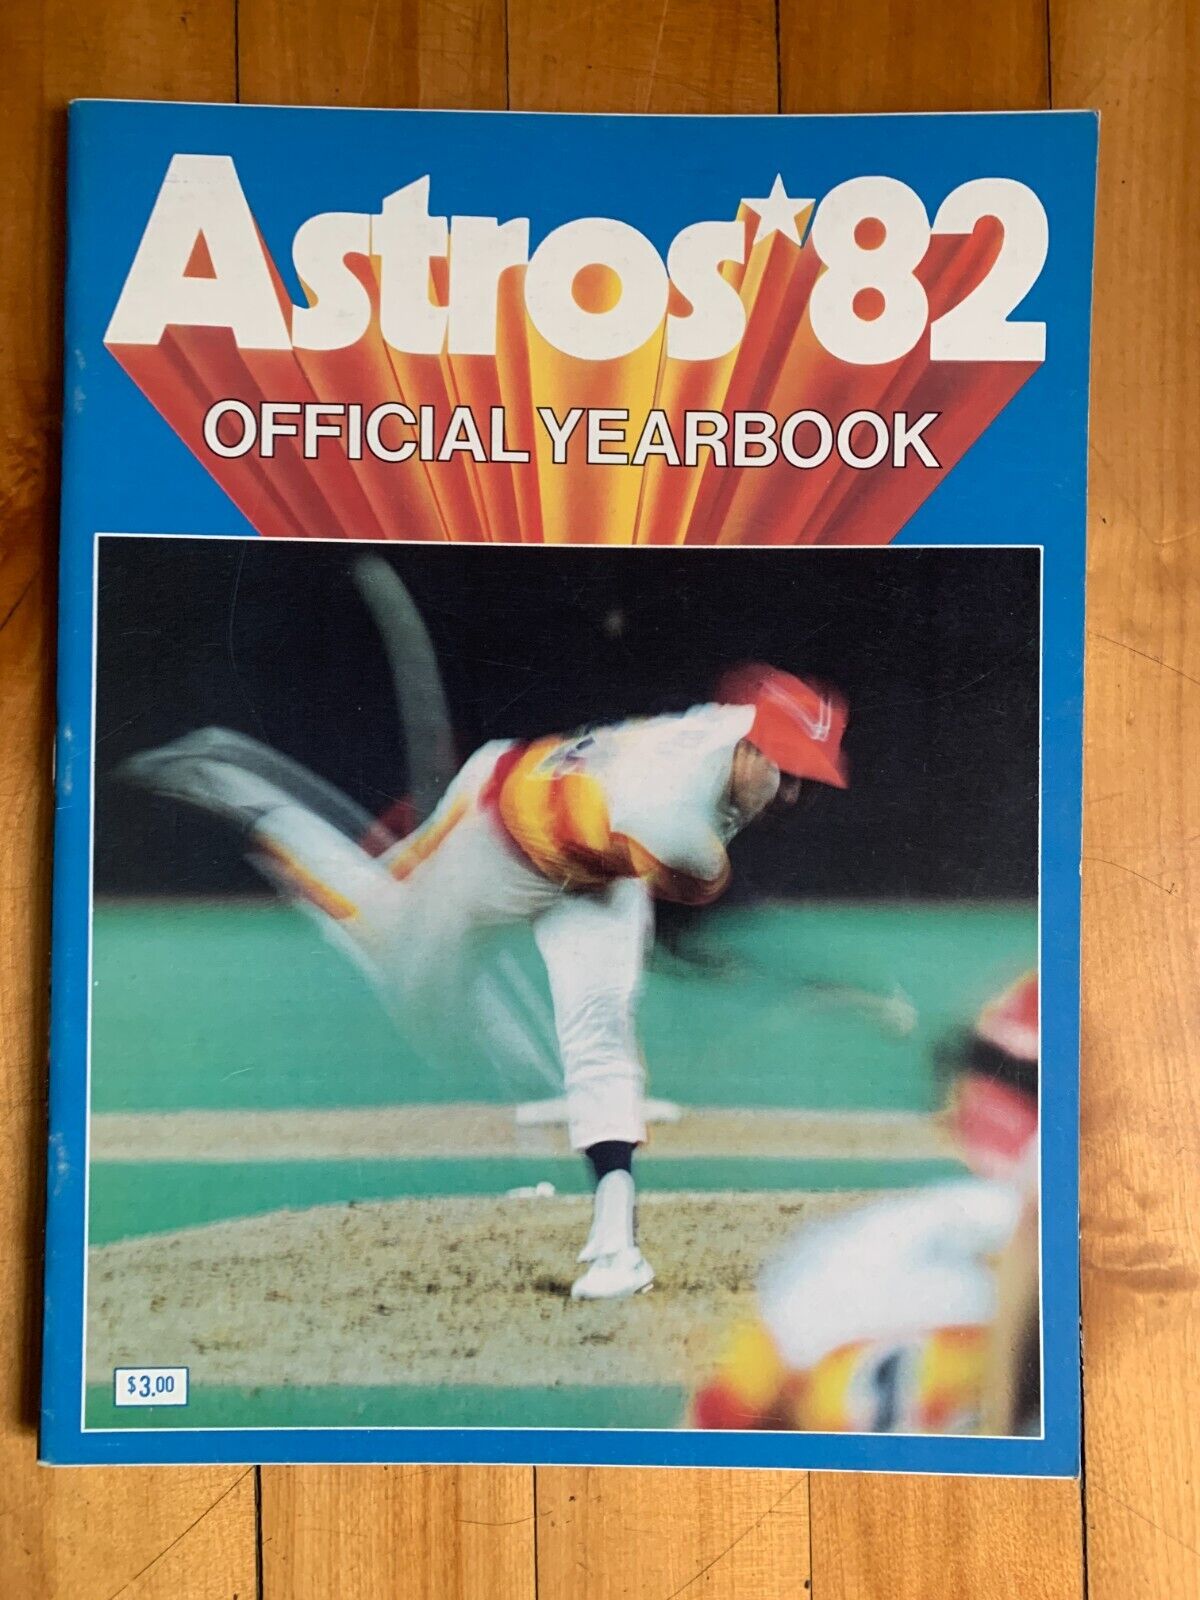 Astros '82
OFFICIAL YEARBOOK
$3.00